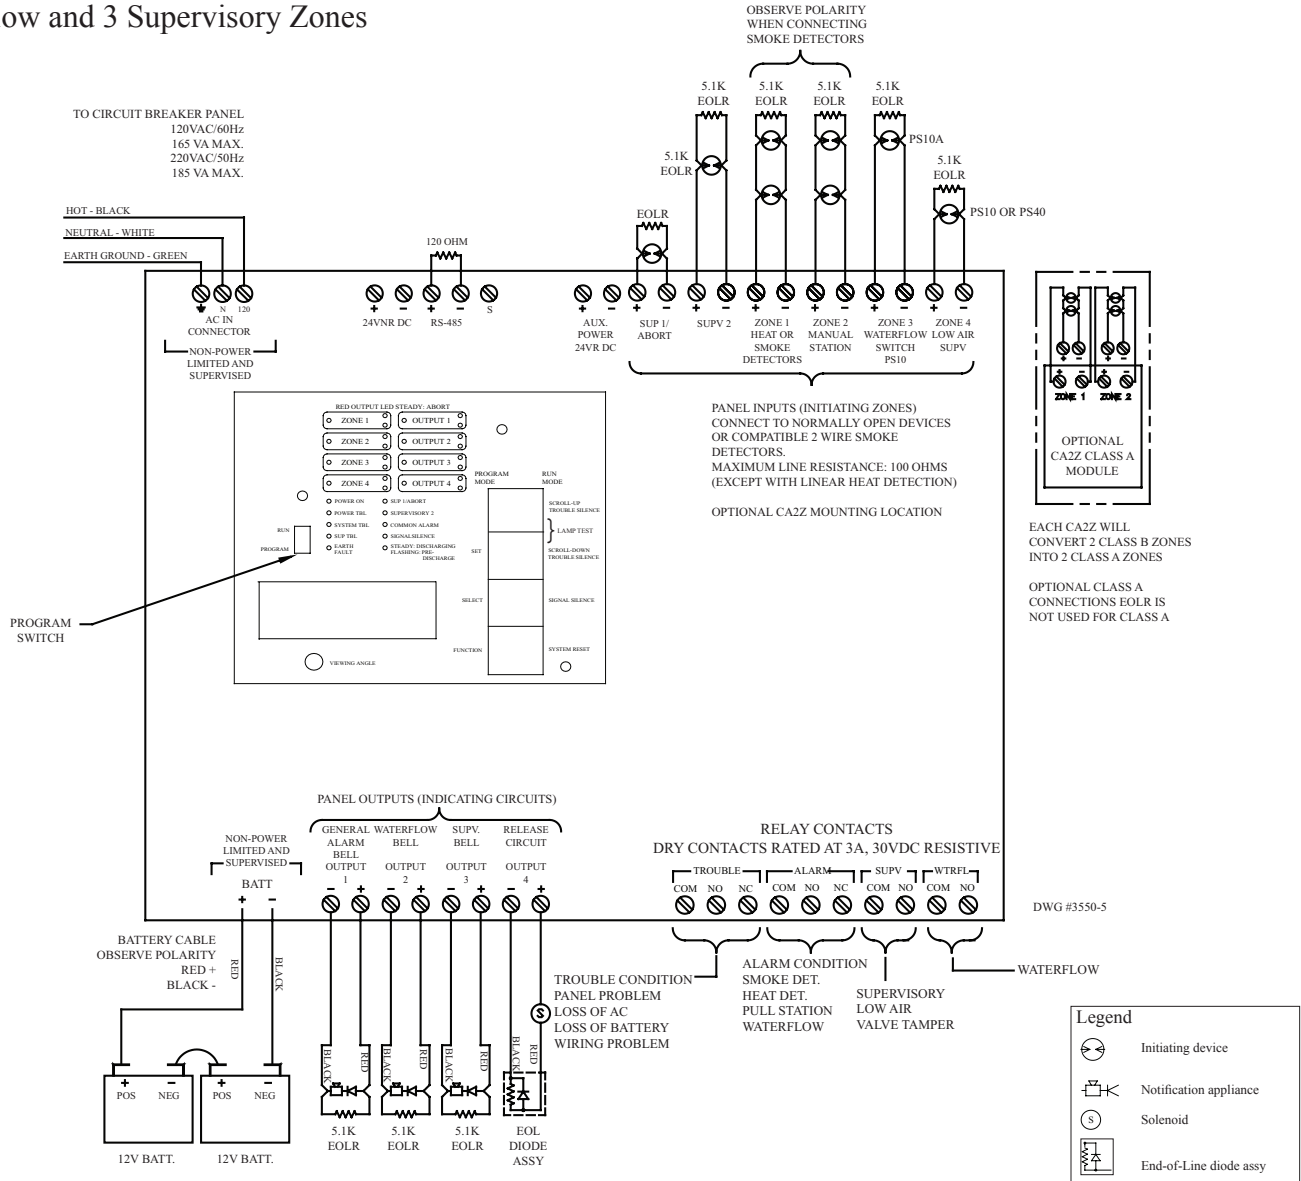 ow and 3 Supervisory Zones
OBSERVE POLARITY
WHEN CONNECTING
SMOKE DETECTORS
TO CIRCUIT BREAKER PANEL
120VAC/60Hz
165 VA MAX.
220VAC/50Hz
185 VA MAX.
HOT - BLACK
NEUTRAL - WHITE
EARTH GROUND - GREEN
120 OHM
EOLR
5.1K
EOLR
5.1K
EOLR
5.1K
EOLR
5.1K
EOLR
5.1K
EOLR
PS10A
5.1K
EOLR
PS10 OR PS40
N 120
AC IN
CONNECTOR
NON-POWER
LIMITED AND
SUPERVISED
+ -
24VNR DC
+ -
RS-485
S
+ -
AUX.
POWER
24VR DC
+ -
SUP 1/
ABORT
+ -
SUPV 2
+ -
ZONE 1
HEAT OR
SMOKE
DETECTORS
+ -
ZONE 2
MANUAL
STATION
+ -
ZONE 3
WATERFLOW
SWITCH
PS10
+ -
ZONE 4
LOW AIR
SUPV
+ - + -
+ - + -
ZONE 1 ZONE 2
OPTIONAL
CA2Z CLASS A
MODULE
EACH CA2Z WILL
CONVERT 2 CLASS B ZONES
INTO 2 CLASS A ZONES
OPTIONAL CLASS A
CONNECTIONS EOLR IS
NOT USED FOR CLASS A
PANEL INPUTS (INITIATING ZONES)
CONNECT TO NORMALLY OPEN DEVICES
OR COMPATIBLE 2 WIRE SMOKE
DETECTORS.
MAXIMUM LINE RESISTANCE: 100 OHMS
(EXCEPT WITH LINEAR HEAT DETECTION)
OPTIONAL CA2Z MOUNTING LOCATION
RED OUTPUT LED STEADY: ABORT
ZONE 1 OUTPUT 1
ZONE 2 OUTPUT 2
ZONE 3 OUTPUT 3
ZONE 4 OUTPUT 4
POWER ON SUP 1/ABORT
POWER TBL SUPERVISORY 2
SYSTEM TBL COMMON ALARM
SUP TBL SIGNALSILENCE
EARTH
FAULT
STEADY: DISCHARGING
FLASHING: PRE-
DISCHARGE
RUN
PROGRAM
PROGRAM
MODE
RUN
MODE
SCROLL-UP
TROUBLE SILENCE
LAMP TEST
SET
SCROLL-DOWN
TROUBLE SILENCE
SELECT
SIGNAL SILENCE
FUNCTION
SYSTEM RESET
VIEWING ANGLE
PROGRAM
SWITCH
PANEL OUTPUTS (INDICATING CIRCUITS)
NON-POWER
LIMITED AND
SUPERVISED
BATT
+ -
GENERAL
ALARM
BELL
OUTPUT
1
- +
WATERFLOW
BELL
OUTPUT
2
- +
SUPV.
BELL
OUTPUT
3
- +
RELEASE
CIRCUIT
OUTPUT
4
- +
RELAY CONTACTS
DRY CONTACTS RATED AT 3A, 30VDC RESISTIVE
TROUBLE ALARM SUPV WTRFL
COM NO NC COM NO NC COM NO COM NO
DWG #3550-5
BATTERY CABLE
OBSERVE POLARITY
RED +
BLACK -
RED
BLACK
+ - + -
POS NEG POS NEG
12V BATT. 12V BATT.
BLACK RED BLACK RED BLACK RED BLACK RED
S
5.1K
EOLR
5.1K
EOLR
5.1K
EOLR
EOL
DIODE
ASSY
TROUBLE CONDITION
PANEL PROBLEM
LOSS OF AC
LOSS OF BATTERY
WIRING PROBLEM
ALARM CONDITION
SMOKE DET.
HEAT DET.
PULL STATION
WATERFLOW
SUPERVISORY
LOW AIR
VALVE TAMPER
WATERFLOW
Legend
Initiating device
Notification appliance
S Solenoid
End-of-Line diode assy